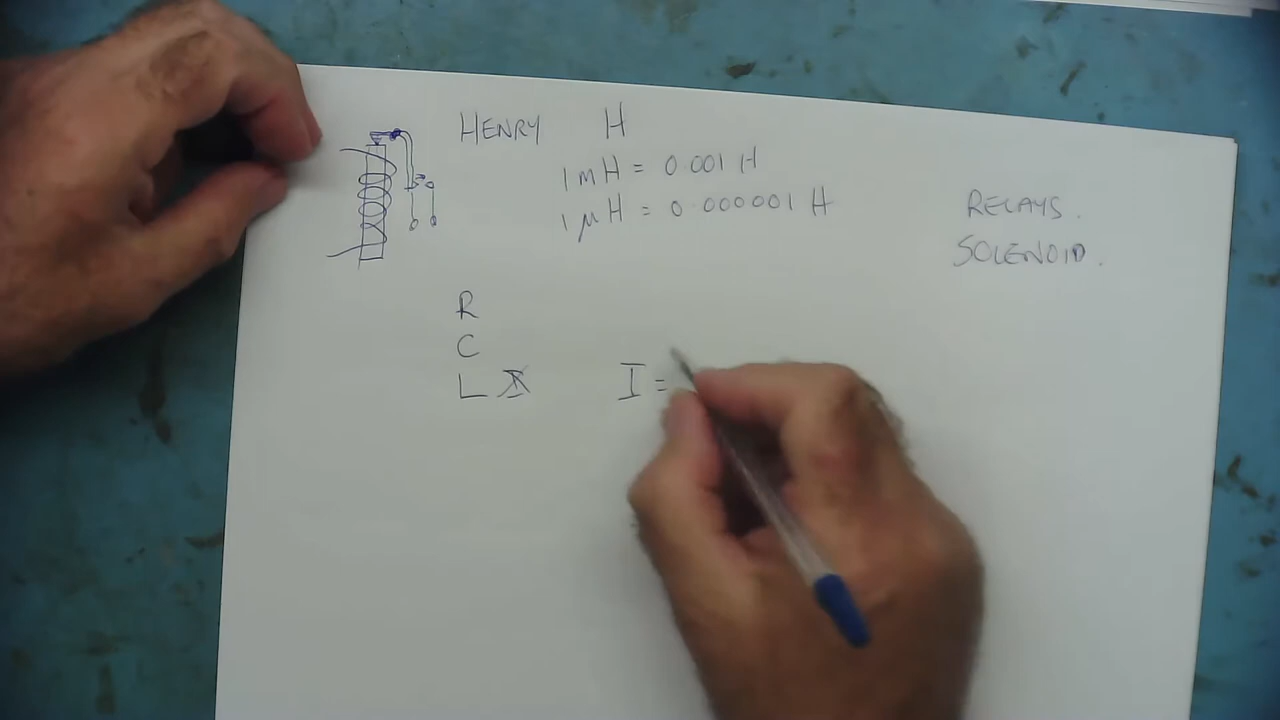 HENRY H
1 mH = 0.001 H
1 μH = 0.000001 H
RELAYS.
SOLENOID.
R
C
L
I =